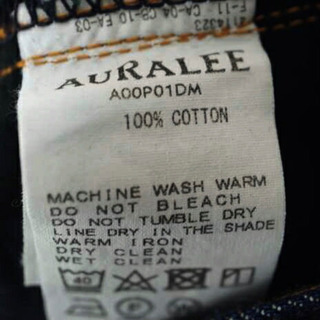 AURALEE
A00P01DM
100% COTTON
MACHINE WASH WARM
DO NOT BLEACH
DO NOT TUMBLE DRY
LINE DRY IN THE SHADE
WARM IRON
DRY CLEAN
WET CLEAN
40